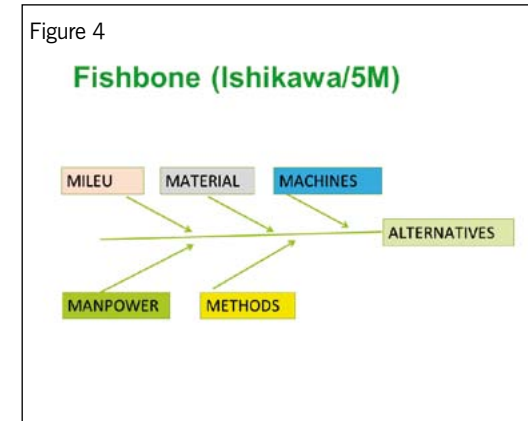 Figure 4
Fishbone (Ishikawa/5M)
MILEU MATERIAL MACHINES
ALTERNATIVES
MANPOWER METHODS